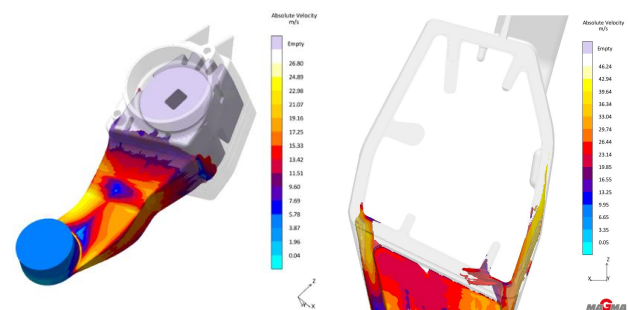 Absolute Velocity
m/s
Empty
26.80
24.89
22.98
21.07
19.16
17.25
15.33
13.42
11.51
9.60
7.69
5.78
3.87
1.96
0.04
Z
Y X
Absolute Velocity
m/s
Empty
46.24
42.94
39.64
36.34
33.04
29.74
26.44
23.14
19.85
16.55
13.25
9.95
6.65
3.35
0.05
Z
X Y
MAGMA